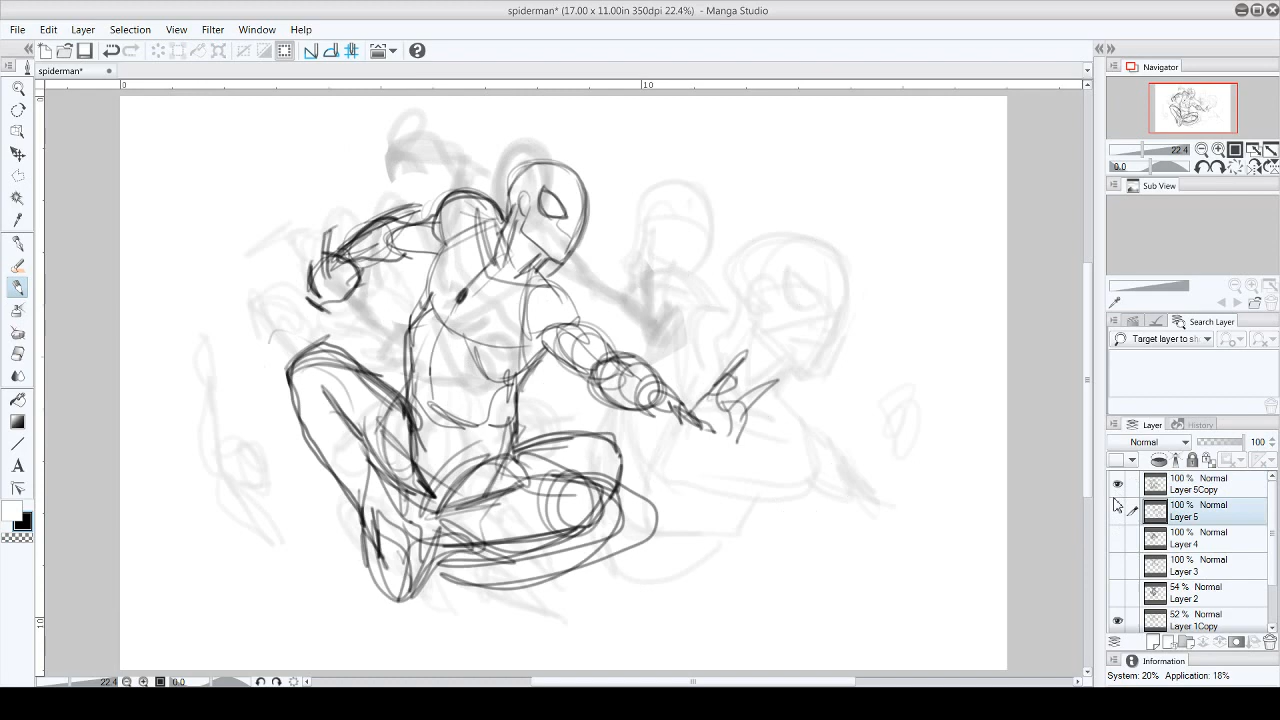 spiderman* (17.00 x 11.00in 350dpi 22.4%) - Manga Studio
File Edit Layer Selection View Filter Window Help
spiderman*
0 10
Navigator
22.4
0.0
Sub View
Search Layer
Target layer to sh
Layer History
Normal 100
100 % Normal
Layer 5Copy
100 % Normal
Layer 5
100 % Normal
Layer 4
100 % Normal
Layer 3
54 % Normal
Layer 2
52 % Normal
Layer 1Copy
10
22.4 0.0
Information
System: 20% Application: 18%